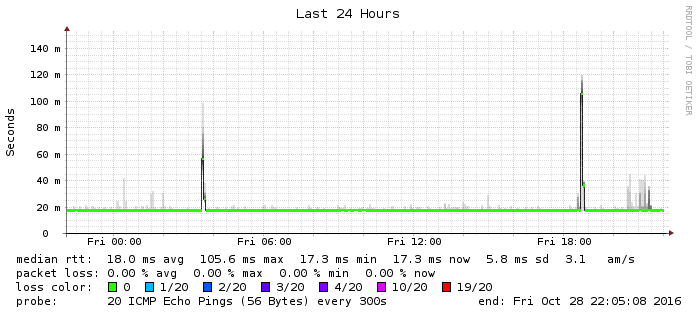 Last 24 Hours
RRDTOOL / TOBI OETIKER
Seconds
140 m
120 m
100 m
80 m
60 m
40 m
20 m
0
Fri 00:00 Fri 06:00 Fri 12:00 Fri 18:00
median rtt: 18.0 ms avg 105.6 ms max 17.3 ms min 17.3 ms now 5.8 ms sd 3.1 am/s
packet loss: 0.00 % avg 0.00 % max 0.00 % min 0.00 % now
loss color: 0 1/20 2/20 3/20 4/20 10/20 19/20
probe: 20 ICMP Echo Pings (56 Bytes) every 300s end: Fri Oct 28 22:05:08 2016